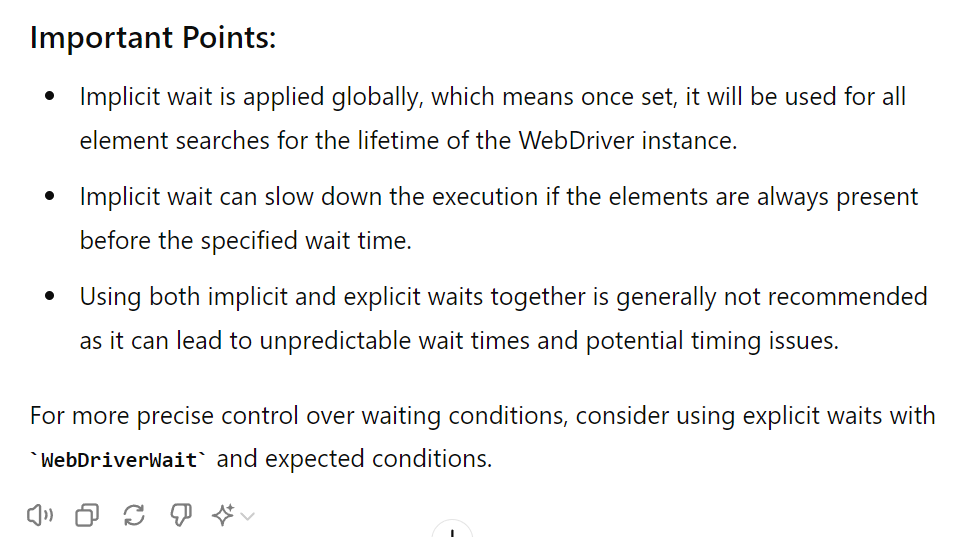 Important Points:
• Implicit wait is applied globally, which means once set, it will be used for all
element searches for the lifetime of the WebDriver instance.
• Implicit wait can slow down the execution if the elements are always present
before the specified wait time.
• Using both implicit and explicit waits together is generally not recommended
as it can lead to unpredictable wait times and potential timing issues.
For more precise control over waiting conditions, consider using explicit waits with
`WebDriverWait` and expected conditions.